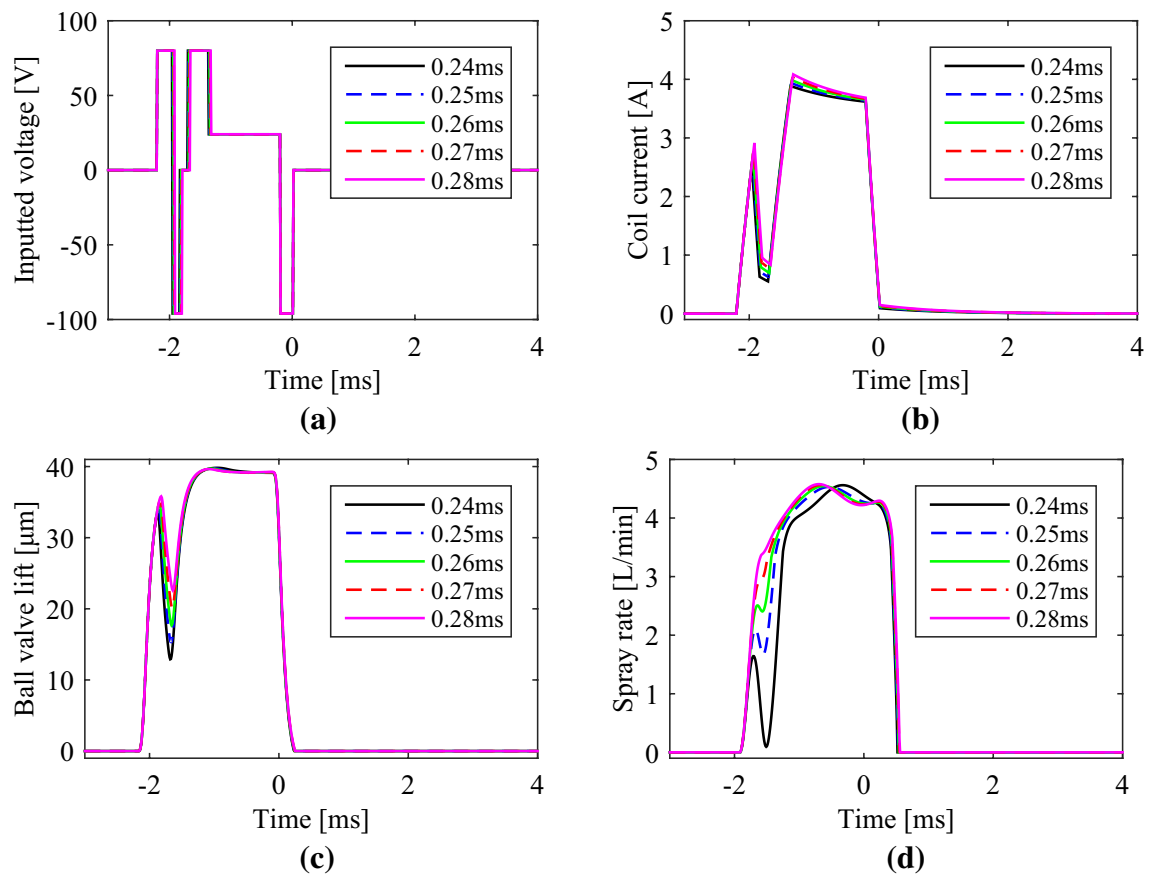 100
50
0
-50
-100
Inputted voltage [V]
0.24ms
0.25ms
0.26ms
0.27ms
0.28ms
-2
0
2
4
Time [ms]
(a)
5
4
3
2
1
0
Coil current [A]
0.24ms
0.25ms
0.26ms
0.27ms
0.28ms
-2
0
2
4
Time [ms]
(b)
40
30
20
10
0
Ball valve lift [μm]
0.24ms
0.25ms
0.26ms
0.27ms
0.28ms
-2
0
2
4
Time [ms]
(c)
5
4
3
2
1
0
Spray rate [L/min]
0.24ms
0.25ms
0.26ms
0.27ms
0.28ms
-2
0
2
4
Time [ms]
(d)